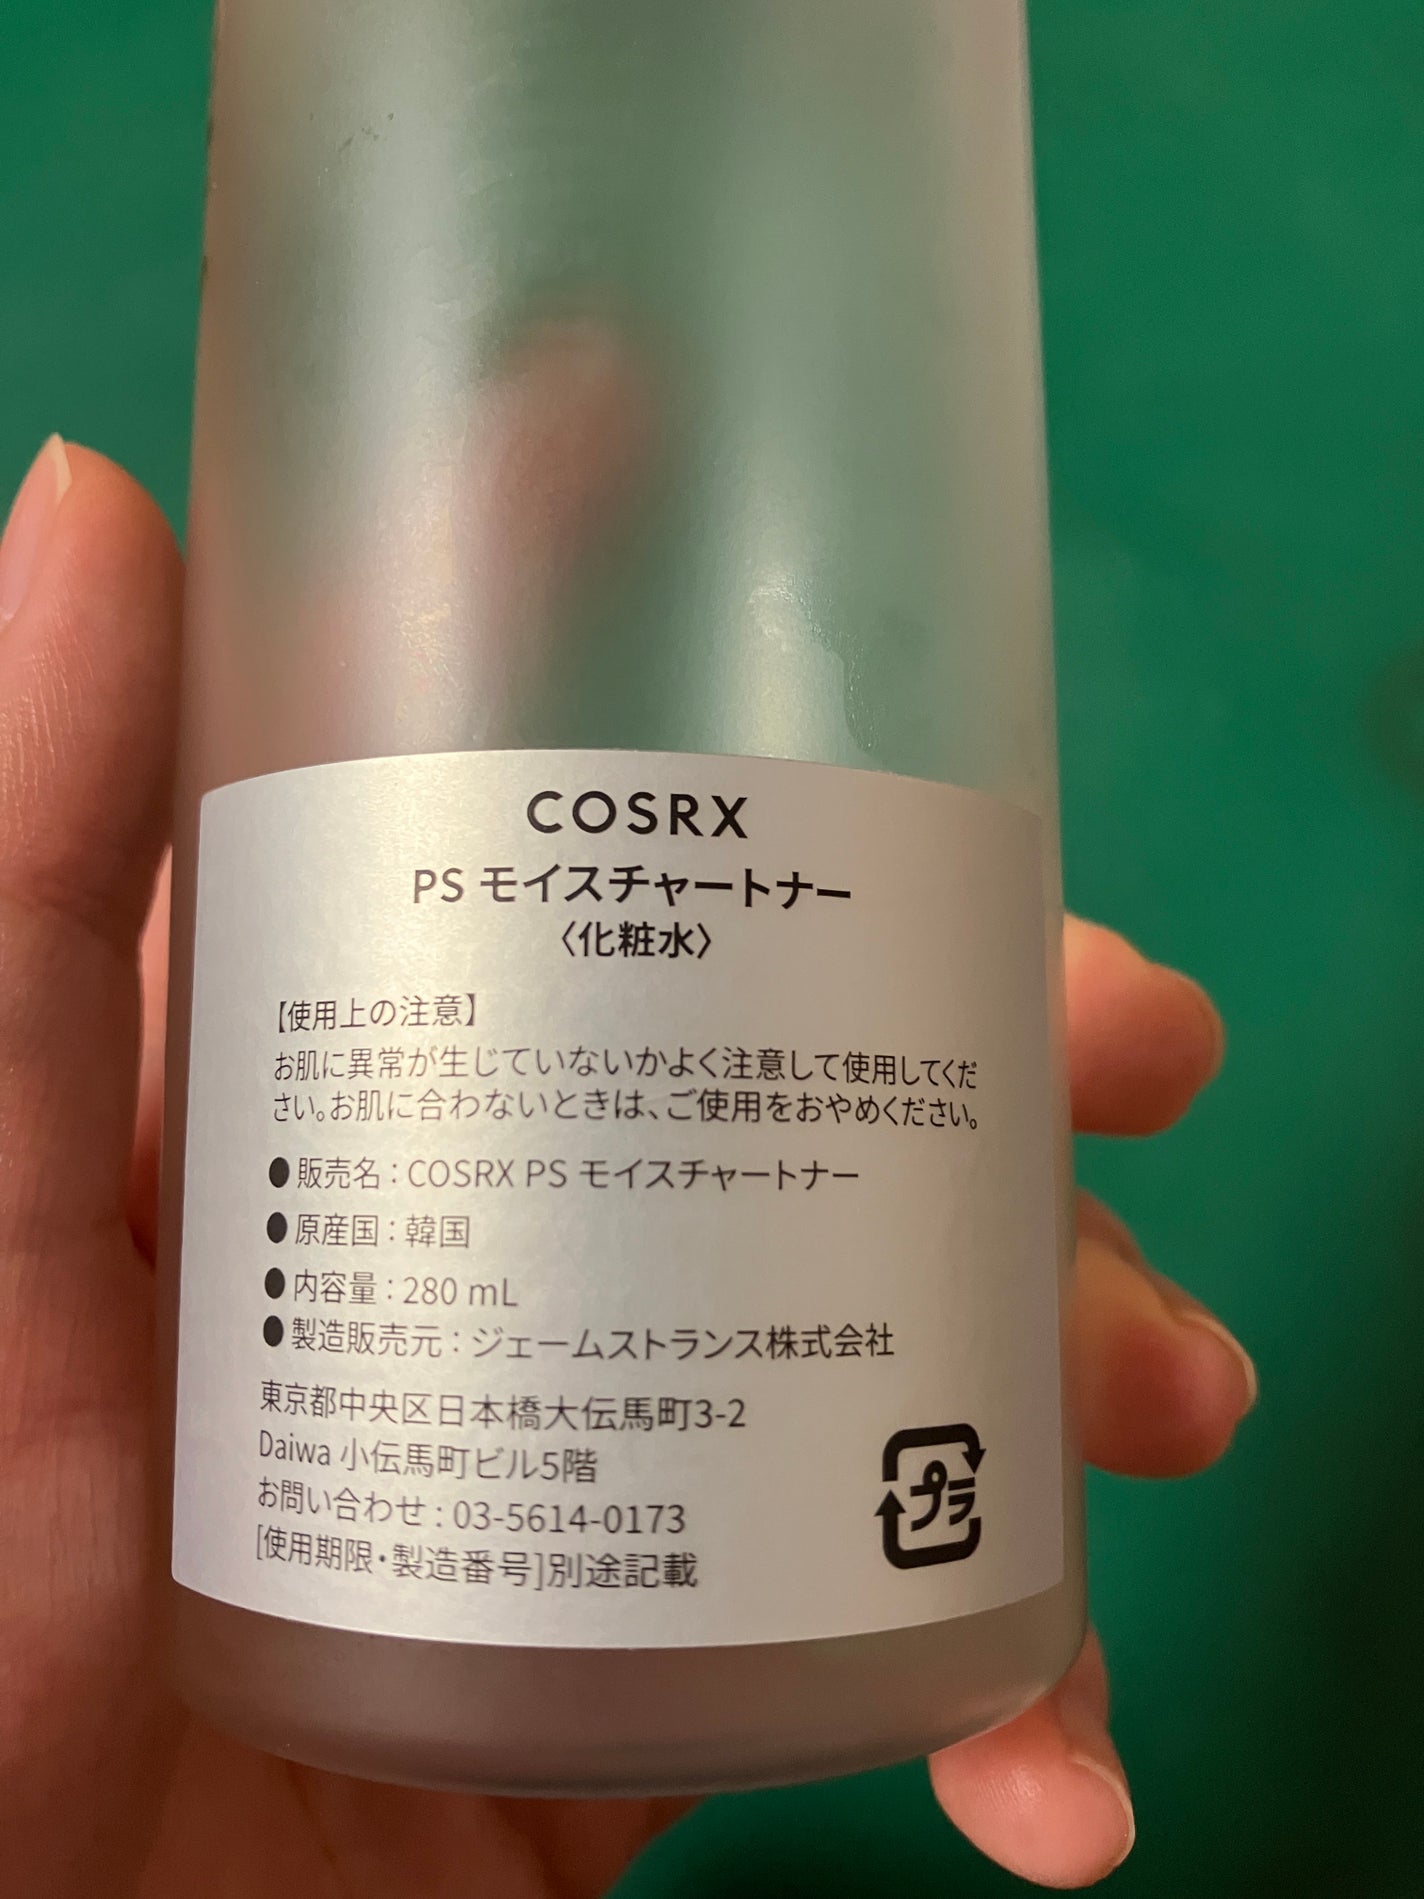 COSRX
PS モイスチャートナー
〈化粧水〉
【使用上の注意】
お肌に異常が生じていないかよく注意して使用してくだ
さい。お肌に合わないときは、ご使用をおやめください。
●販売名：COSRX PS モイスチャートナー
●原産国：韓国
●内容量：280 mL
●製造販売元：ジェームストランス株式会社
東京都中央区日本橋大伝馬町3-2
Daiwa 小伝馬町ビル5階
お問い合わせ：03-5614-0173
[使用期限・製造番号]別途記載
プラ